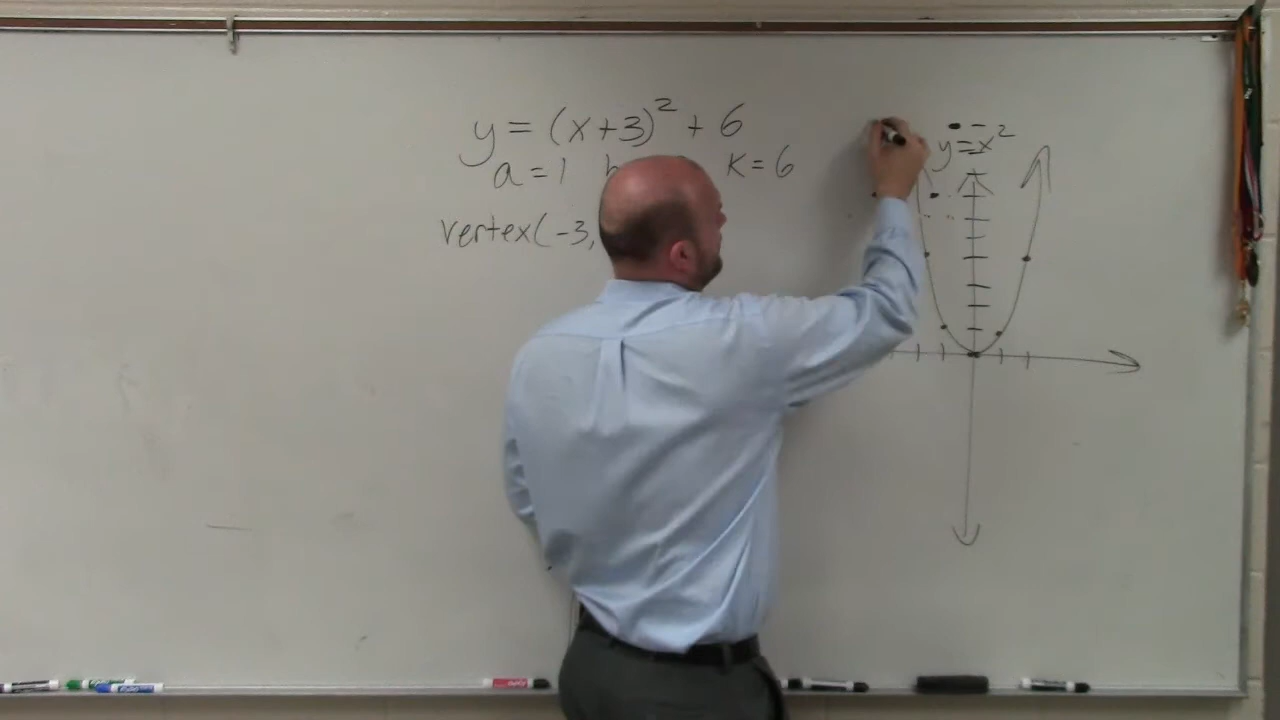 y = (x+3)² + 6
a = 1 h K = 6
vertex(-3,
y = x²